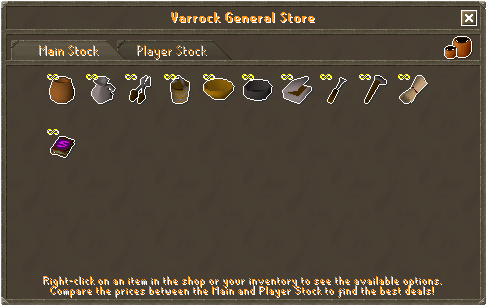 Varrock General Store
Main Stock Player Stock
∞ ∞ ∞ ∞ ∞ ∞ ∞ ∞ ∞ ∞
∞
Right-click on an item in the shop or your inventory to see the available options.
Compare the prices between the Main and Player Stock to find the best deals!